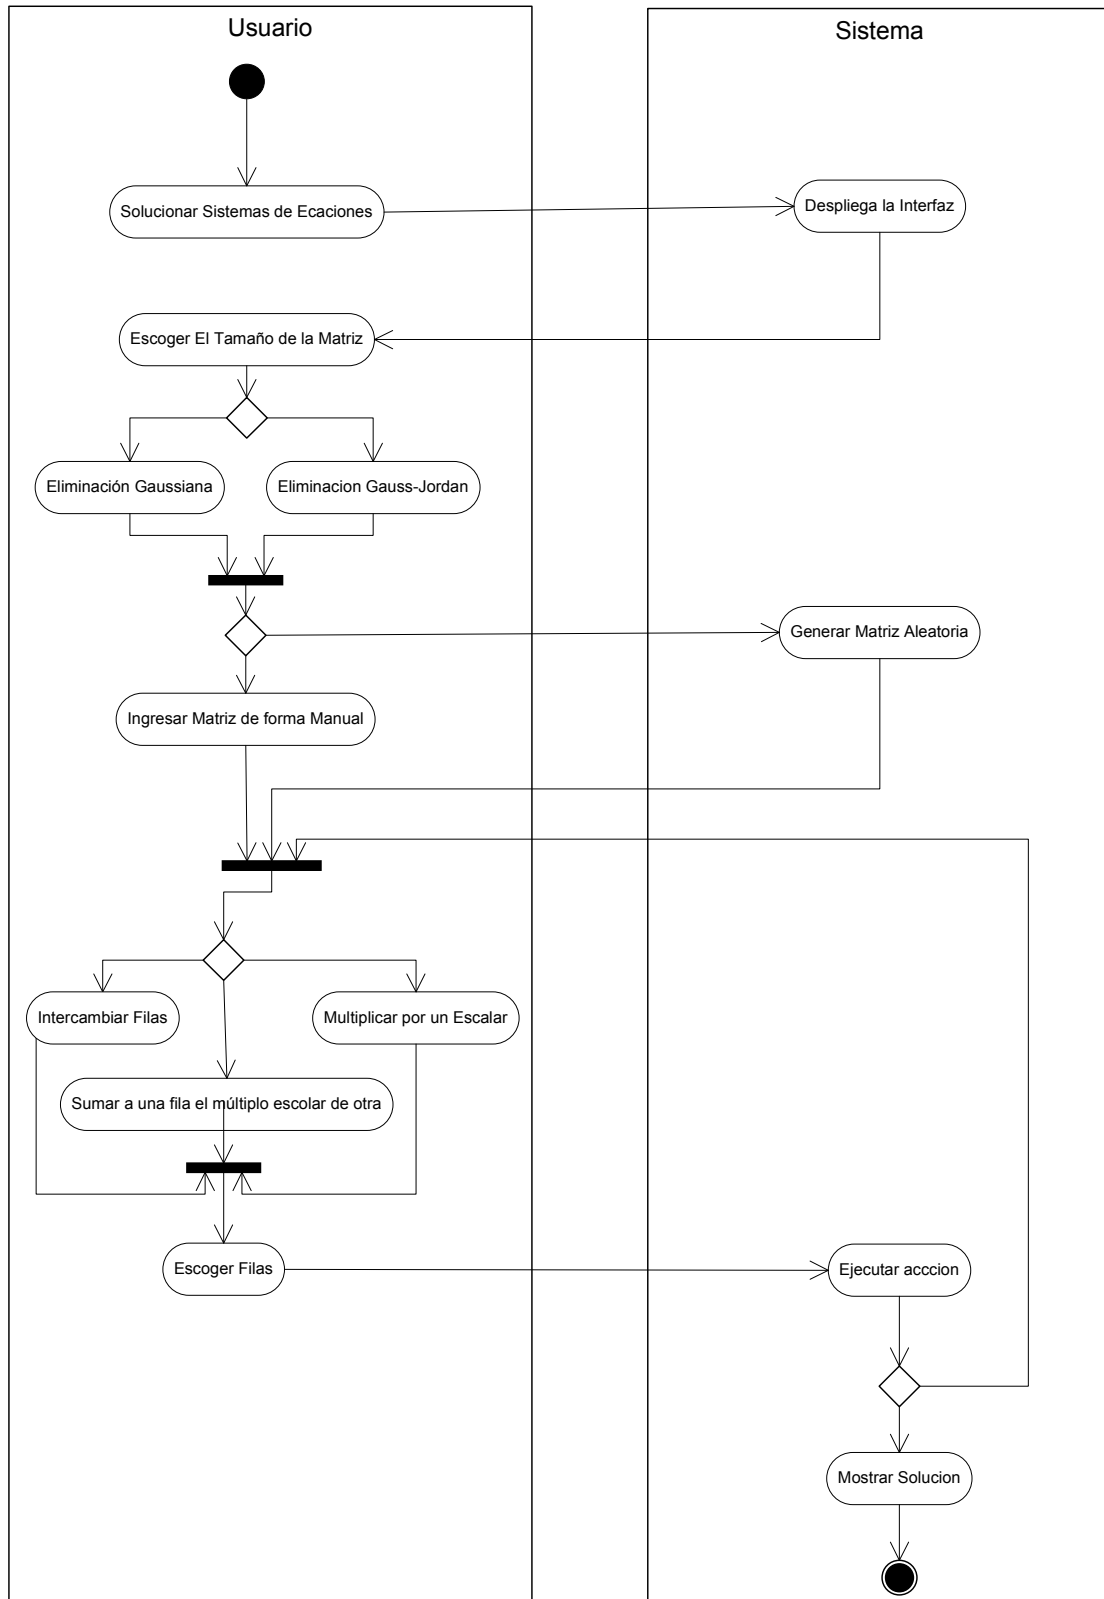 Usuario
Sistema
Solucionar Sistemas de Ecaciones
Despliega la Interfaz
Escoger El Tamaño de la Matriz
Eliminación Gaussiana
Eliminacion Gauss-Jordan
Generar Matriz Aleatoria
Ingresar Matriz de forma Manual
Intercambiar Filas
Multiplicar por un Escalar
Sumar a una fila el múltiplo escolar de otra
Escoger Filas
Ejecutar acccion
Mostrar Solucion